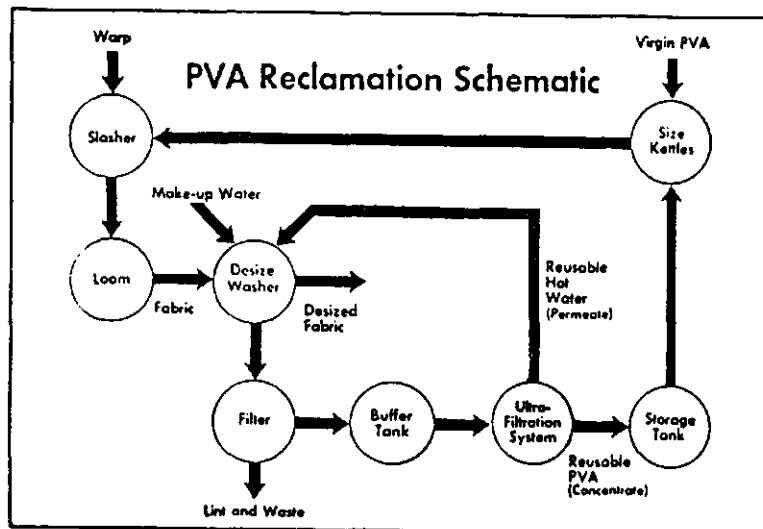 Warp
Virgin PVA
PVA Reclamation Schematic
Slasher
Size
Kettles
Make-up Water
Loom
Desize
Washer
Fabric
Desized
Fabric
Reusable
Hot
Water
(Permeate)
Filter
Buffer
Tank
Ultra-
Filtration
System
Storage
Tank
Reusable
PVA
(Concentrate)
Lint and Waste